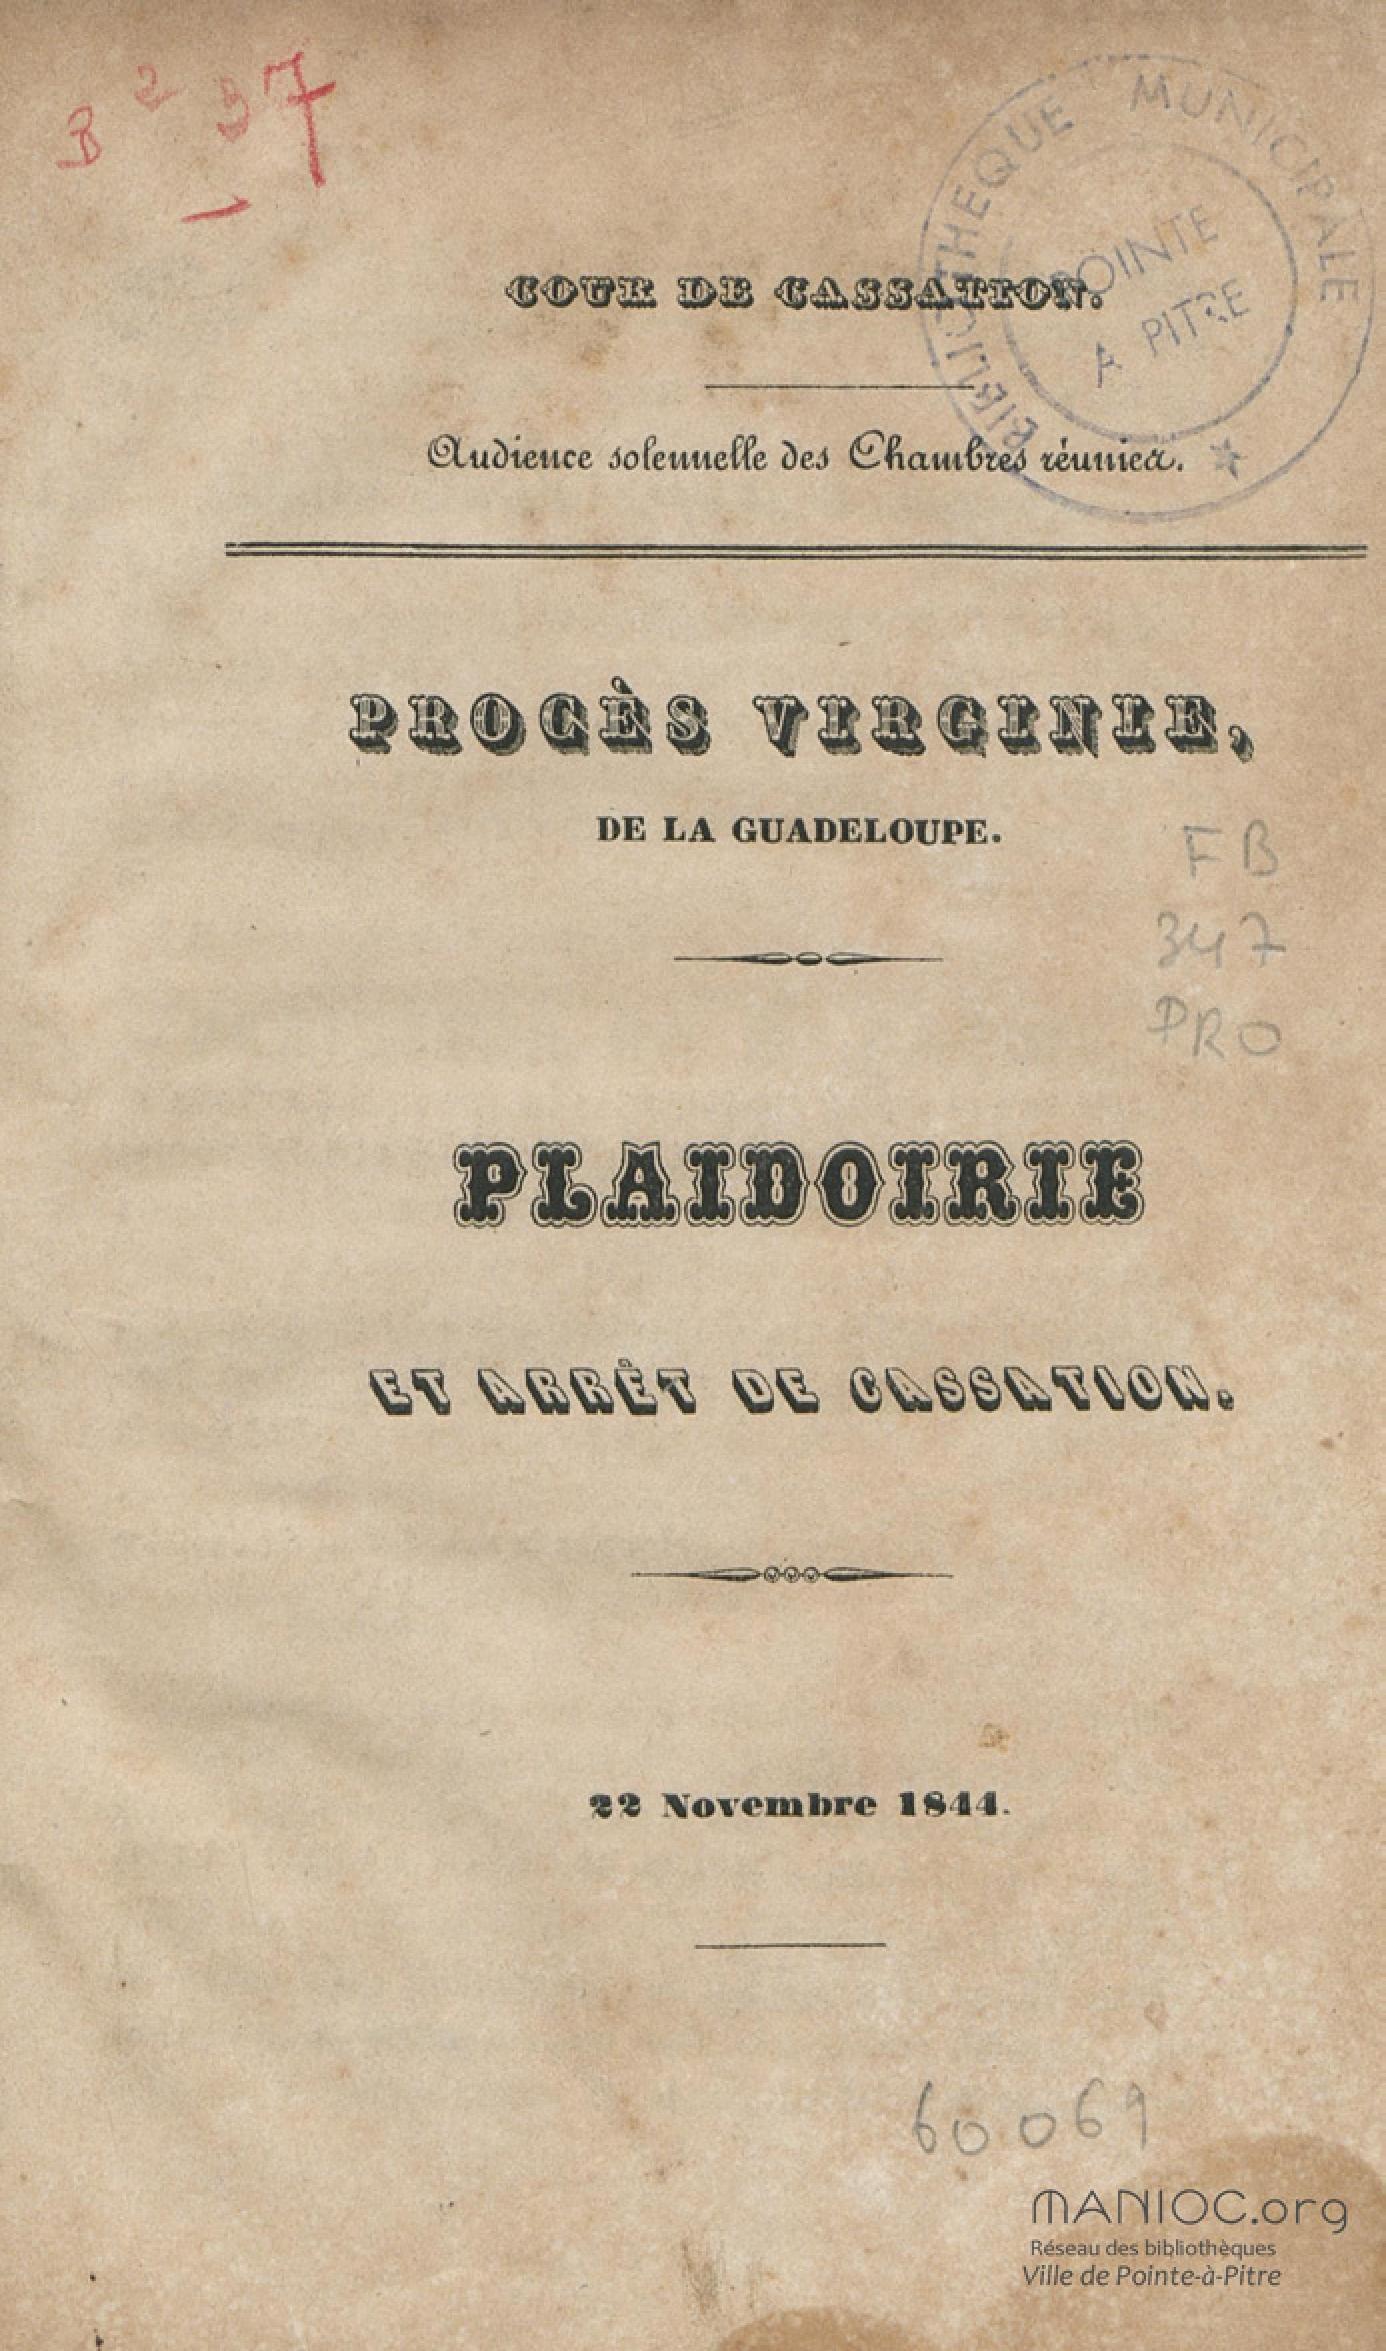 B 2 37
BIBLIOTHEQUE MUNICIPALE
POINTE
A PITRE
COUR DE CASSATION.
Audience solennelle des Chambres réunies.
PROCÈS VIRGINIE,
DE LA GUADELOUPE.
FB
347
PRO
PLAIDOIRIE
ET ARRÊT DE CASSATION.
22 Novembre 1844.
60069
MANIOC.org
Réseau des bibliothèques
Ville de Pointe-à-Pitre